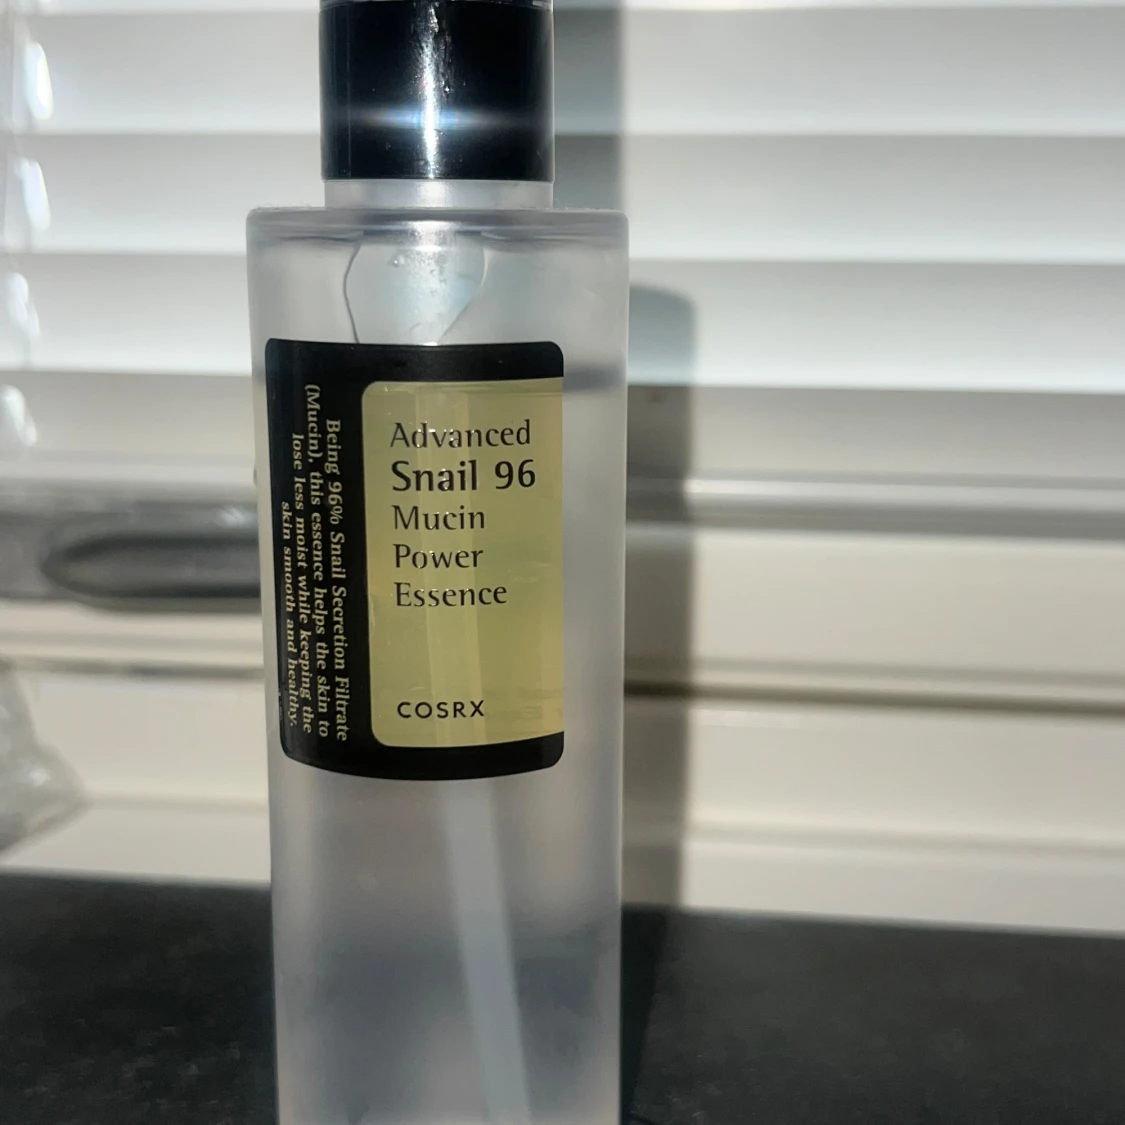 Advanced
Snail 96
Mucin
Power
Essence
COSRX
Being 96% Snail Secretion Filtrate
(Mucin), this essence helps the skin to
lose less moist while keeping the
skin smooth and healthy.